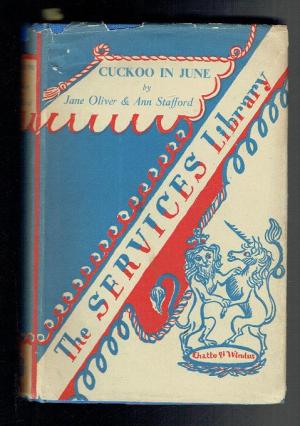 CUCKOO IN JUNE
by
Jane Oliver & Ann Stafford
The SERVICES Library
Chatto & Windus